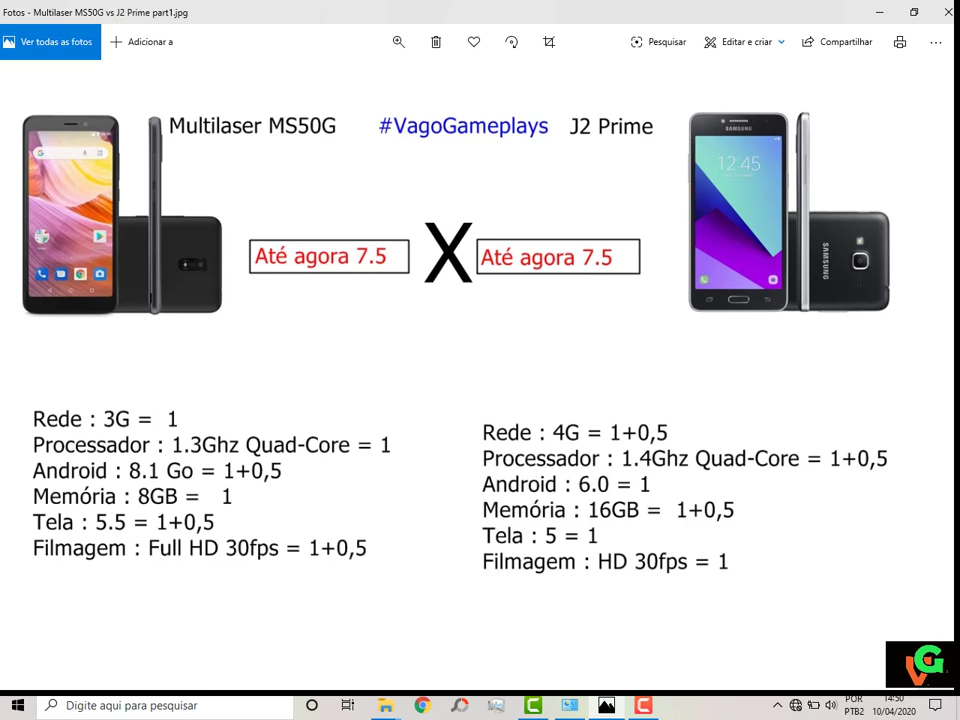 Fotos - Multilaser MS50G vs J2 Prime part1.jpg
Ver todas as fotos
Adicionar a
Pesquisar
Editar e criar
Compartilhar
Multilaser MS50G
#VagoGameplays
J2 Prime
SAMSUNG
12:45
Até agora 7.5
X
Até agora 7.5
SAMSUNG
Rede : 3G = 1
Processador : 1.3Ghz Quad-Core = 1
Android : 8.1 Go = 1+0,5
Memória : 8GB = 1
Tela : 5.5 = 1+0,5
Filmagem : Full HD 30fps = 1+0,5
Rede : 4G = 1+0,5
Processador : 1.4Ghz Quad-Core = 1+0,5
Android : 6.0 = 1
Memória : 16GB = 1+0,5
Tela : 5 = 1
Filmagem : HD 30fps = 1
VG
Digite aqui para pesquisar
POR
PTB2
14:50
10/04/2020